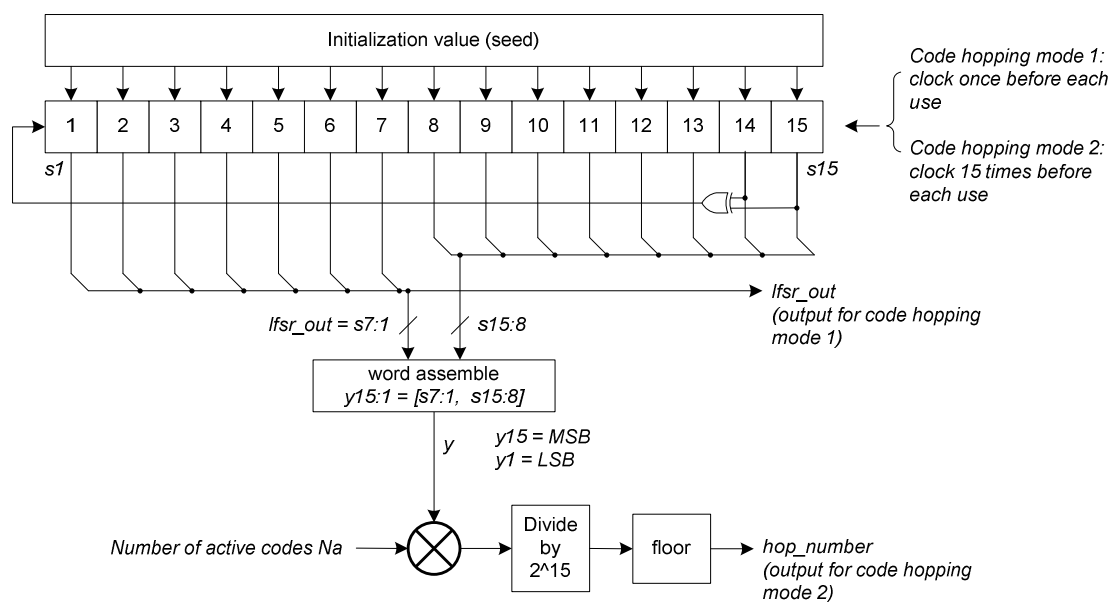 Initialization value (seed)
Code hopping mode 1:
clock once before each
use
1 2 3 4 5 6 7 8 9 10 11 12 13 14 15
s1
s15
Code hopping mode 2:
clock 15 times before
each use
lfsr_out
(output for code hopping
mode 1)
lfsr_out = s7:1
s15:8
word assemble
y15:1 = [s7:1, s15:8]
y
y15 = MSB
y1 = LSB
Number of active codes Na
Divide
by
2^15
floor
hop_number
(output for code hopping
mode 2)